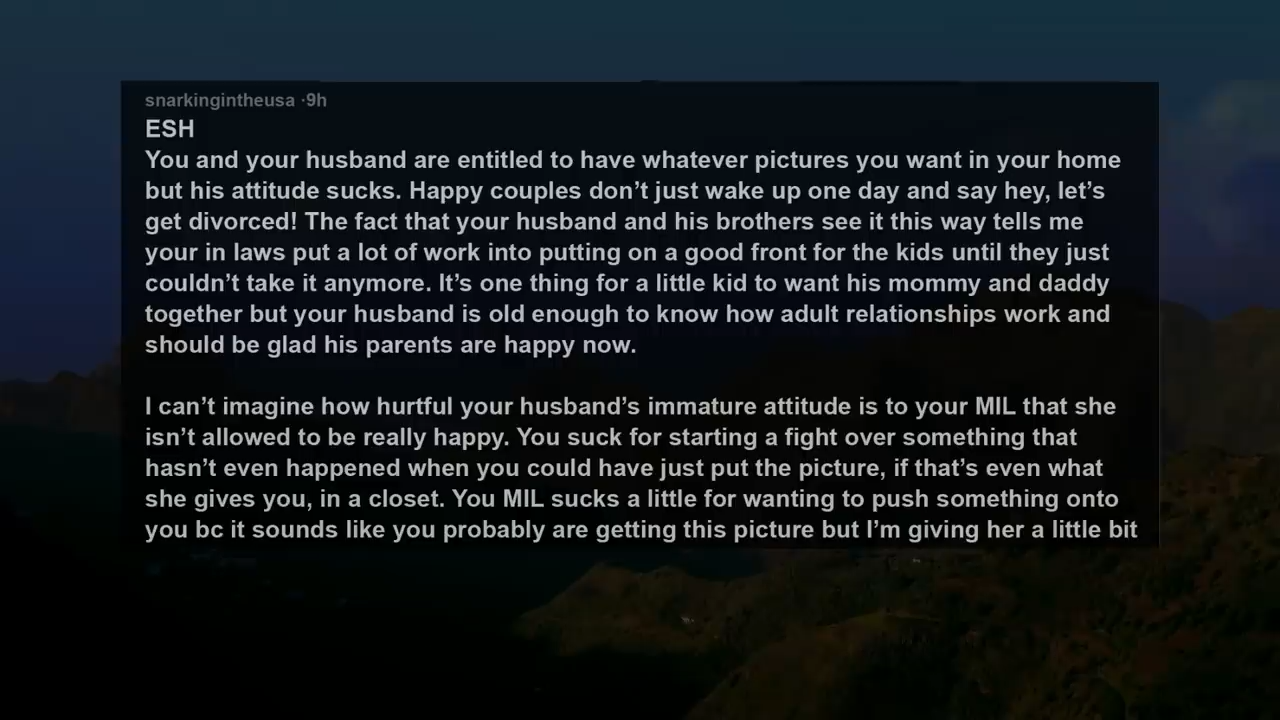 snarkingintheusa ·9h
ESH
You and your husband are entitled to have whatever pictures you want in your home
but his attitude sucks. Happy couples don’t just wake up one day and say hey, let’s
get divorced! The fact that your husband and his brothers see it this way tells me
your in laws put a lot of work into putting on a good front for the kids until they just
couldn’t take it anymore. It’s one thing for a little kid to want his mommy and daddy
together but your husband is old enough to know how adult relationships work and
should be glad his parents are happy now.
I can’t imagine how hurtful your husband’s immature attitude is to your MIL that she
isn’t allowed to be really happy. You suck for starting a fight over something that
hasn’t even happened when you could have just put the picture, if that’s even what
she gives you, in a closet. You MIL sucks a little for wanting to push something onto
you bc it sounds like you probably are getting this picture but I’m giving her a little bit